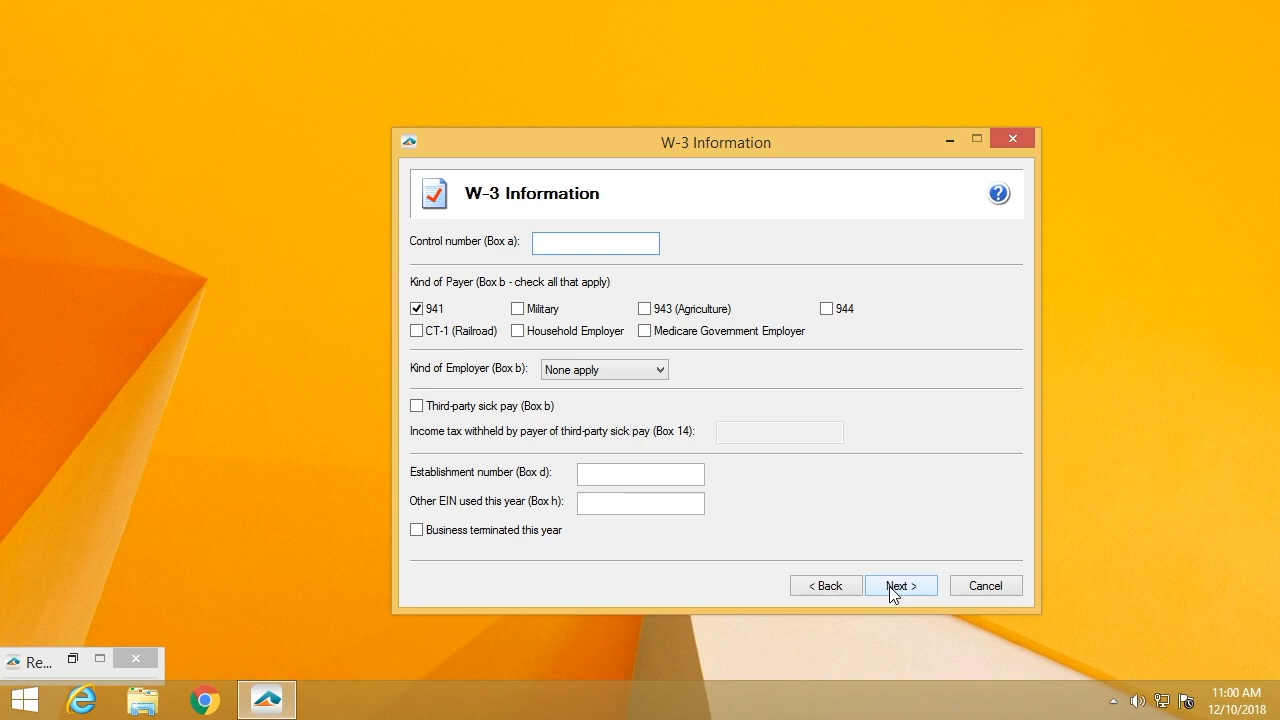 W-3 Information
W-3 Information
Control number (Box a):
Kind of Payer (Box b - check all that apply)
941 Military 943 (Agriculture) 944
CT-1 (Railroad) Household Employer Medicare Government Employer
Kind of Employer (Box b): None apply
Third-party sick pay (Box b)
Income tax withheld by payer of third-party sick pay (Box 14):
Establishment number (Box d):
Other EIN used this year (Box h):
Business terminated this year
< Back Next > Cancel
Re...
11:00 AM
12/10/2018